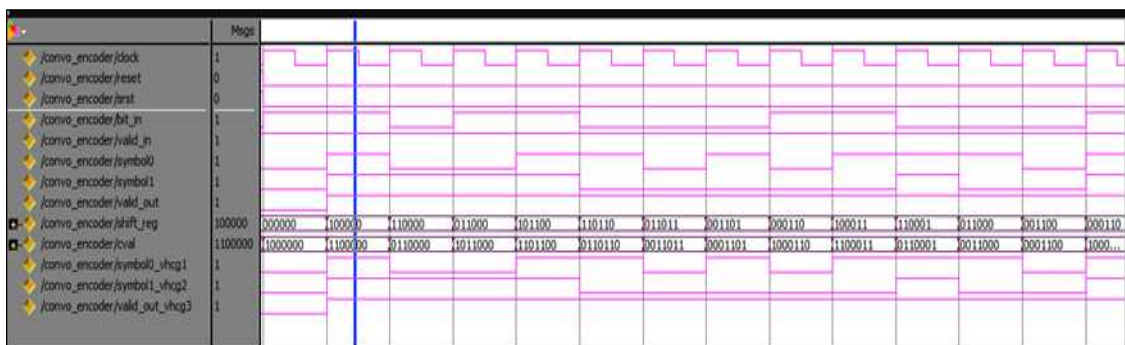 Msgs
/convo_encoder/clock 1
/convo_encoder/reset 0
/convo_encoder/srst 0
/convo_encoder/bit_in 1
/convo_encoder/valid_in 1
/convo_encoder/symbol0 1
/convo_encoder/symbol1 1
/convo_encoder/valid_out 1
/convo_encoder/shift_reg 100000 000000 100000 110000 011000 101100 110110 011011 001101 000110 100011 110001 011000 001100 000110
/convo_encoder/cval 1100000 1000000 1100000 0110000 1011000 1101100 0110110 0011011 0001101 1000110 1100011 0110001 0011000 0001100 1000...
/convo_encoder/symbol0_vhcg1 1
/convo_encoder/symbol1_vhcg2 1
/convo_encoder/valid_out_vhcg3 1